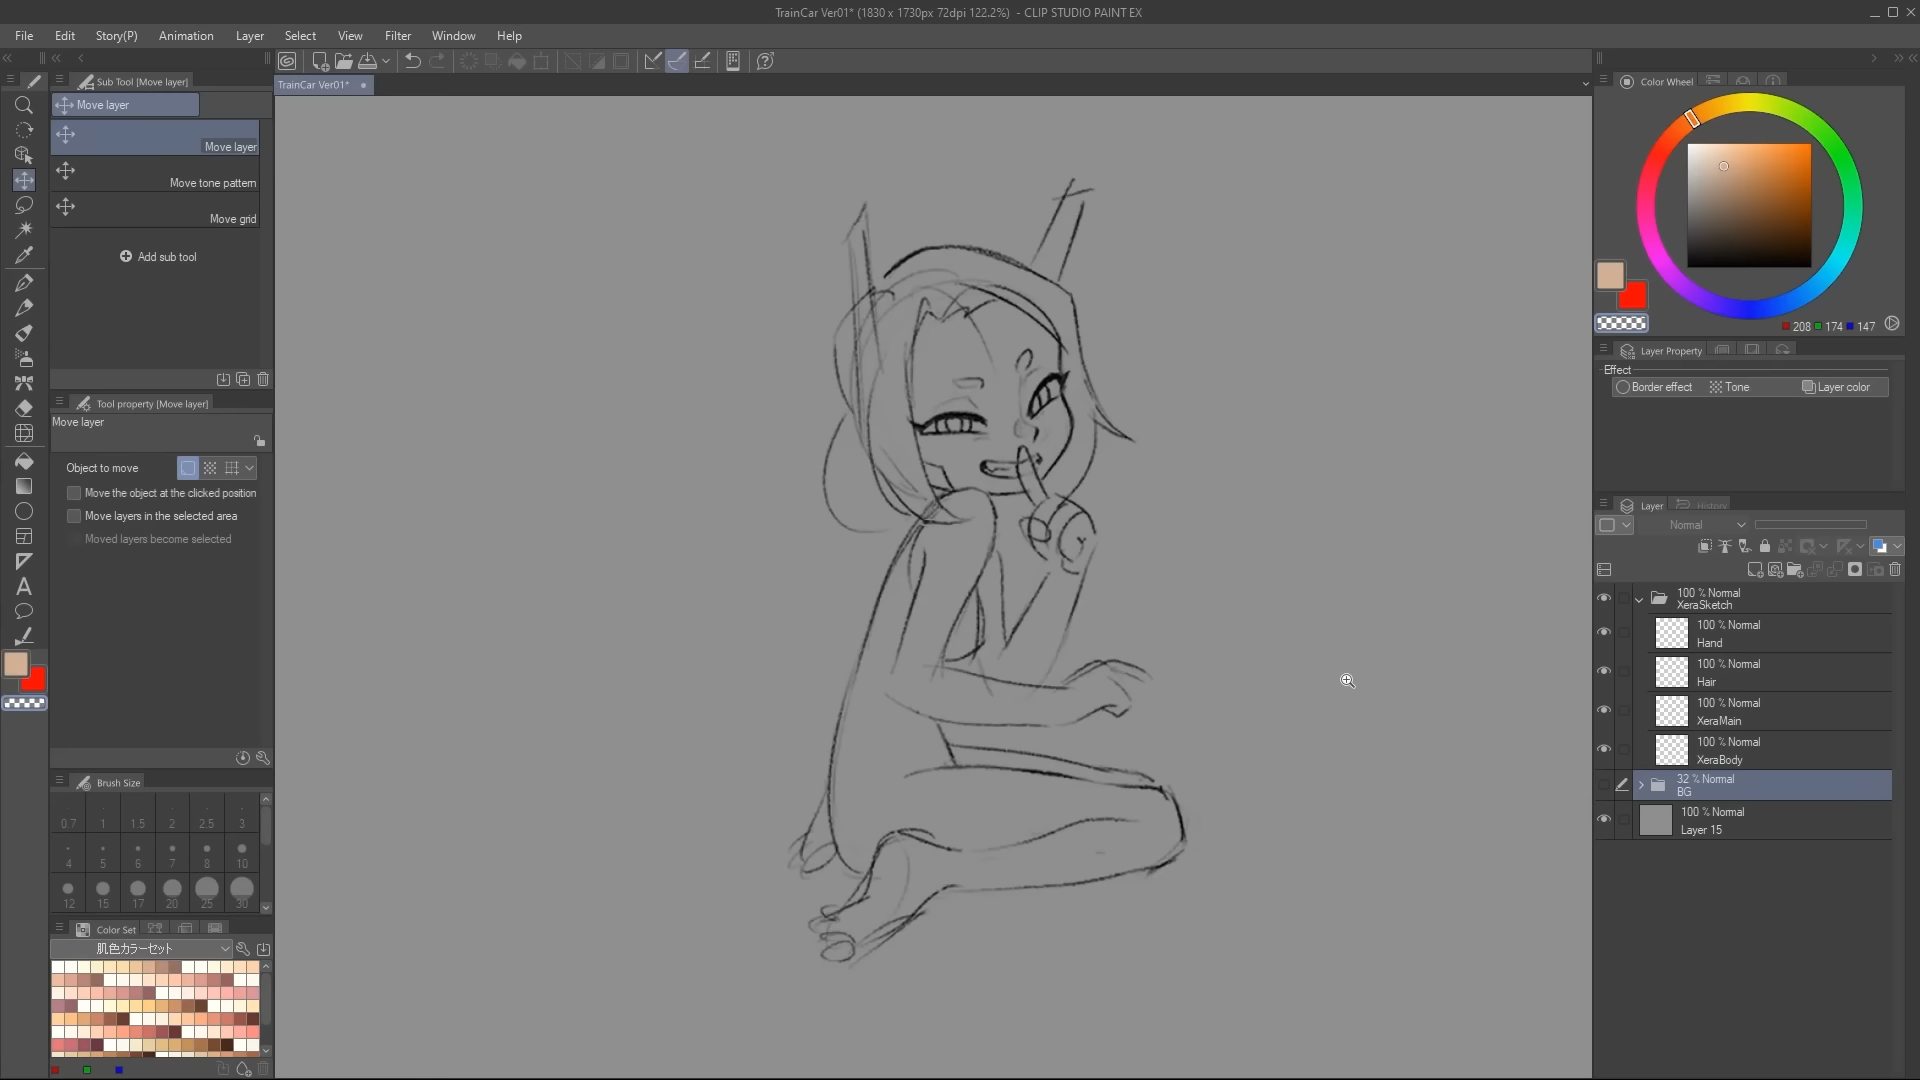 TrainCar Ver01* (1830 x 1730px 72dpi 122.2%) - CLIP STUDIO PAINT EX
File Edit Story(P) Animation Layer Select View Filter Window Help
Sub Tool [Move layer]
Move layer
Move layer
Move tone pattern
Move grid
Add sub tool
Tool property [Move layer]
Move layer
Object to move
Move the object at the clicked position
Move layers in the selected area
Moved layers become selected
Brush Size
0.7 1 1.5 2 2.5 3
4 5 6 7 8 10
12 15 17 20 25 30
Color Set
肌色カラーセット
TrainCar Ver01*
Color Wheel
208 174 147
Layer Property
Effect
Border effect Tone Layer color
Layer History
Normal
100 % Normal
XeraSketch
100 % Normal
Hand
100 % Normal
Hair
100 % Normal
XeraMain
100 % Normal
XeraBody
32 % Normal
BG
100 % Normal
Layer 15